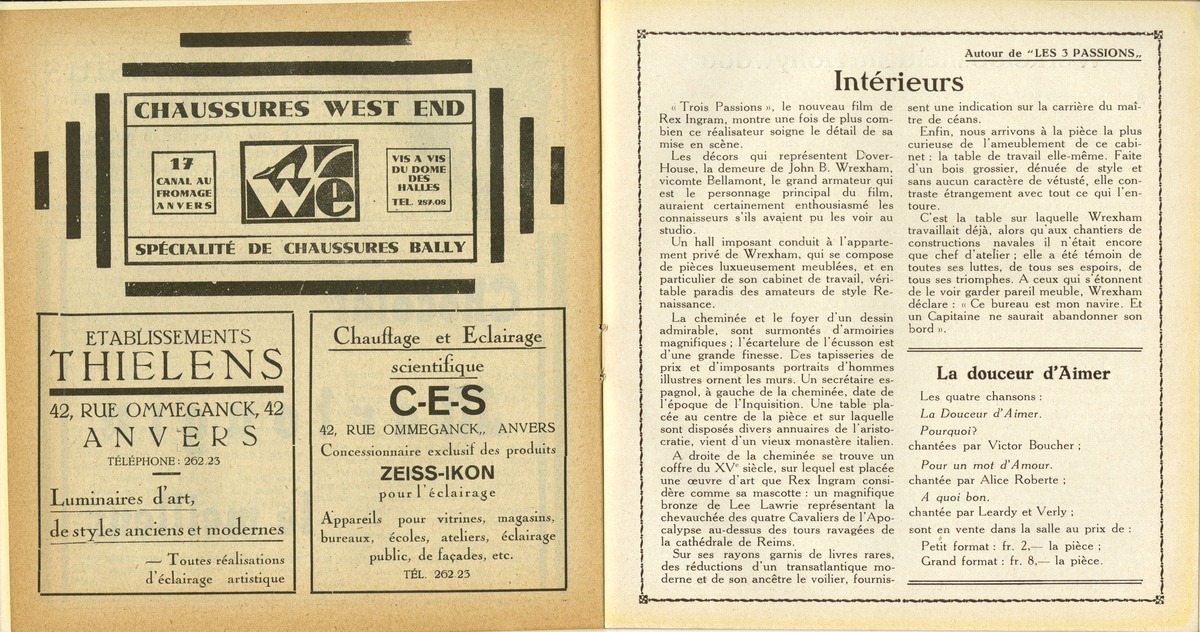 CHAUSSURES WEST END
17
CANAL AU
FROMAGE
ANVERS
We
VIS A VIS
DU DOME
DES
HALLES
TEL. 287.08
SPÉCIALITÉ DE CHAUSSURES BALLY
ETABLISSEMENTS
THIELENS
42, RUE OMMEGANCK, 42
ANVERS
TÉLÉPHONE : 262.23
Luminaires d'art,
de styles anciens et modernes
— Toutes réalisations
d'éclairage artistique
Chauffage et Eclairage
scientifique
C-E-S
42, RUE OMMEGANCK,, ANVERS
Concessionnaire exclusif des produits
ZEISS-IKON
pour l'éclairage
Appareils pour vitrines, magasins,
bureaux, écoles, ateliers, éclairage
public, de façades, etc.
TÉL. 262.23
Autour de "LES 3 PASSIONS„
Intérieurs
« Trois Passions », le nouveau film de
Rex Ingram, montre une fois de plus com-
bien ce réalisateur soigne le détail de sa
mise en scène.
Les décors qui représentent Dover-
House, la demeure de John B. Wrexham,
vicomte Bellamont, le grand armateur qui
est le personnage principal du film,
auraient certainement enthousiasmé les
connaisseurs s'ils avaient pu les voir au
studio.
Un hall imposant conduit à l'apparte-
ment privé de Wrexham, qui se compose
de pièces luxueusement meublées, et en
particulier de son cabinet de travail, véri-
table paradis des amateurs de style Re-
naissance.
La cheminée et le foyer d'un dessin
admirable, sont surmontés d'armoiries
magnifiques ; l'écartelure de l'écusson est
d'une grande finesse. Des tapisseries de
prix et d'imposants portraits d'hommes
illustres ornent les murs. Un secrétaire es-
pagnol, à gauche de la cheminée, date de
l'époque de l'Inquisition. Une table pla-
cée au centre de la pièce et sur laquelle
sont disposés divers annuaires de l'aristo-
cratie, vient d'un vieux monastère italien.
A droite de la cheminée se trouve un
coffre du XVe siècle, sur lequel est placée
une œuvre d'art que Rex Ingram consi-
dère comme sa mascotte : un magnifique
bronze de Lee Lawrie représentant la
chevauchée des quatre Cavaliers de l'Apo-
calypse au-dessus des tours ravagées de
la cathédrale de Reims.
Sur ses rayons garnis de livres rares,
des réductions d'un transatlantique mo-
derne et de son ancêtre le voilier, fournis-
sent une indication sur la carrière du maî-
tre de céans.
Enfin, nous arrivons à la pièce la plus
curieuse de l'ameublement de ce cabi-
net : la table de travail elle-même. Faite
d'un bois grossier, dénuée de style et
sans aucun caractère de vétusté, elle con-
traste étrangement avec tout ce qui l'en-
toure.
C'est la table sur laquelle Wrexham
travaillait déjà, alors qu'aux chantiers de
constructions navales il n'était encore
que chef d'atelier ; elle a été témoin de
toutes ses luttes, de tous ses espoirs, de
tous ses triomphes. A ceux qui s'étonnent
de le voir garder pareil meuble, Wrexham
déclare : « Ce bureau est mon navire. Et
un Capitaine ne saurait abandonner son
bord ».
La douceur d'Aimer
Les quatre chansons :
La Douceur d'Aimer.
Pourquoi?
chantées par Victor Boucher ;
Pour un mot d'Amour.
chantée par Alice Roberte ;
A quoi bon.
chantée par Leardy et Verly ;
sont en vente dans la salle au prix de :
Petit format : fr. 2,— la pièce ;
Grand format : fr. 8,— la pièce.